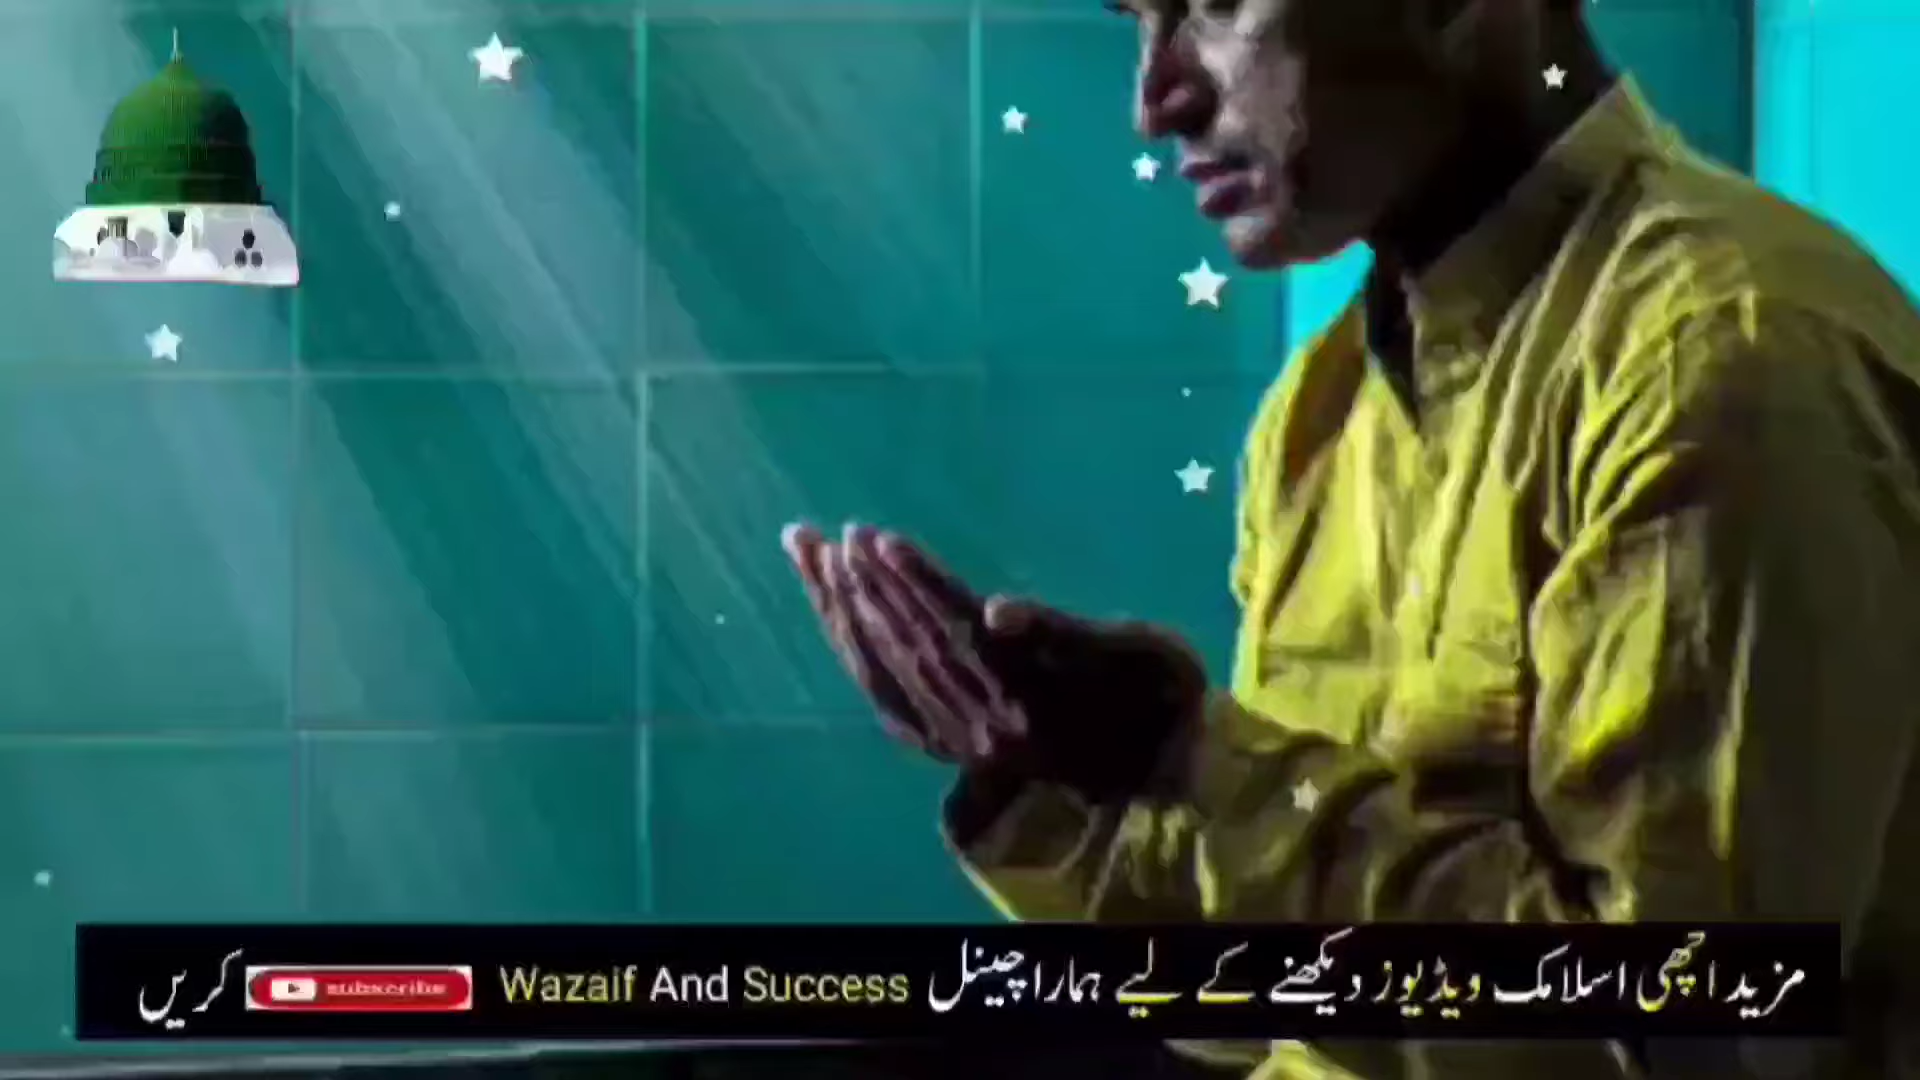 مزید اچھی اسلامک ویڈیوز دیکھنے کے لیے ہمارا چینل Wazaif And Success subscribe کریں